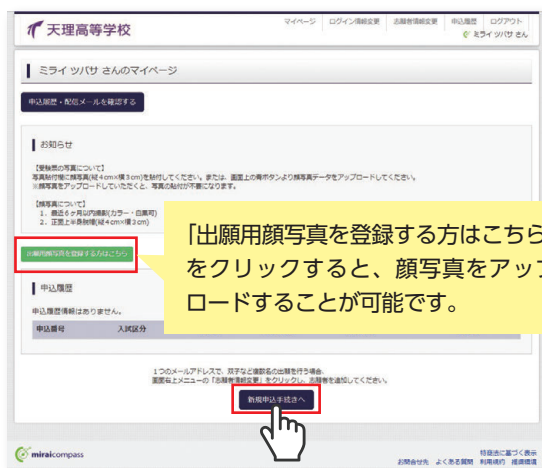 天理高等学校
マイページ ログイン情報変更 志願者情報変更 申込履歴 ログアウト
ミライ ツバサ さん
ミライ ツバサ さんのマイページ
申込履歴・配信メールを確認する
お知らせ
【受験票の写真について】
写真貼付欄に顔写真(縦4cm×横3cm)を貼付してください。または、画面上の青ボタンより顔写真データをアップロードしてください。
※顔写真をアップロードしていただくと、写真の貼付が不要になります。
【顔写真について】
1. 最近6ヶ月以内撮影(カラー・白黒可)
2. 正面上半身脱帽(縦4cm×横3cm)
「出願用顔写真を登録する方はこちら
をクリックすると、顔写真をアップ
ロードすることが可能です。
出願用顔写真を登録する方はこちら
申込履歴
申込履歴情報はありません。
申込番号 入試区分
1つのメールアドレスで、双子など複数名の出願を行う場合、
画面右上メニューの「志願者情報変更」をクリックし、志願者を追加してください。
新規申込手続きへ
miraicompass
特商法に基づく表示
お問合せ先 よくある質問 利用規約 推奨環境